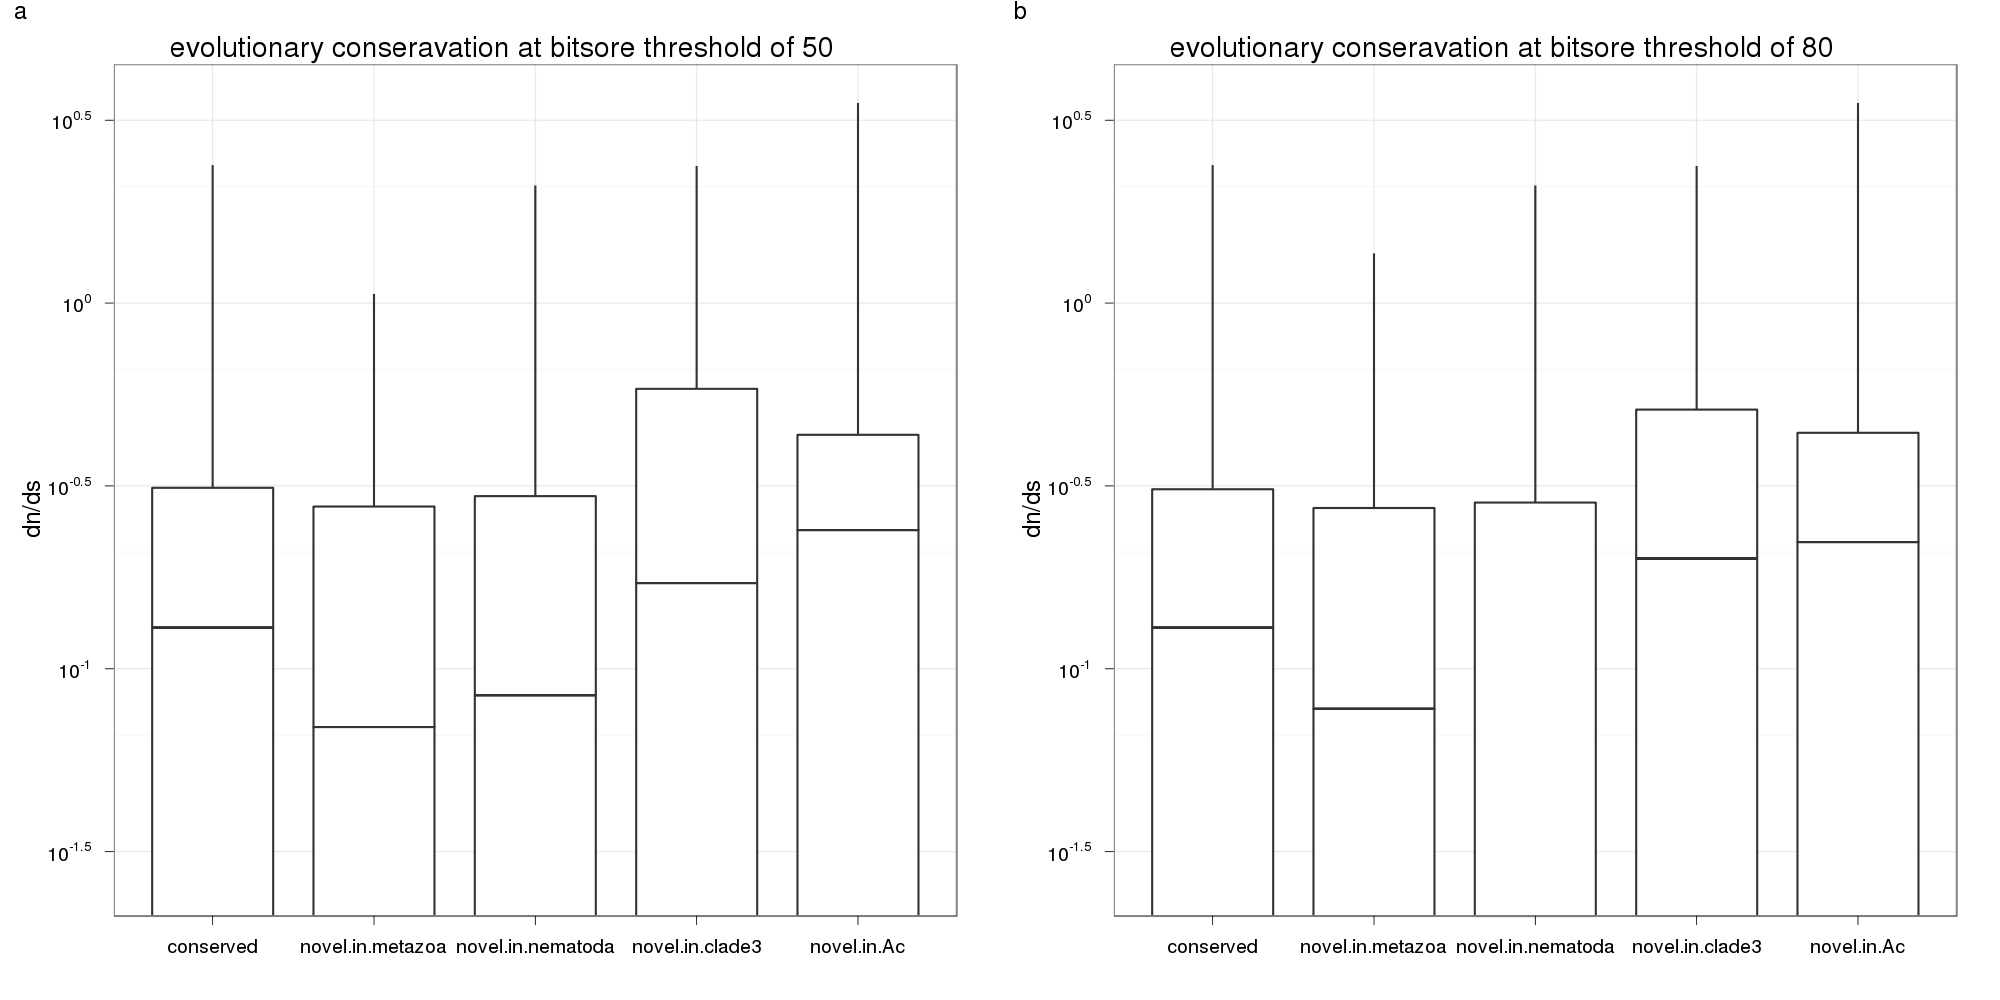 a
evolutionary conseravation at bitsore threshold of 50
10^0.5
10^0
10^-0.5
10^-1
10^-1.5
dn/ds
conserved novel.in.metazoa novel.in.nematoda novel.in.clade3 novel.in.Ac
b
evolutionary conseravation at bitsore threshold of 80
10^0.5
10^0
10^-0.5
10^-1
10^-1.5
dn/ds
conserved novel.in.metazoa novel.in.nematoda novel.in.clade3 novel.in.Ac